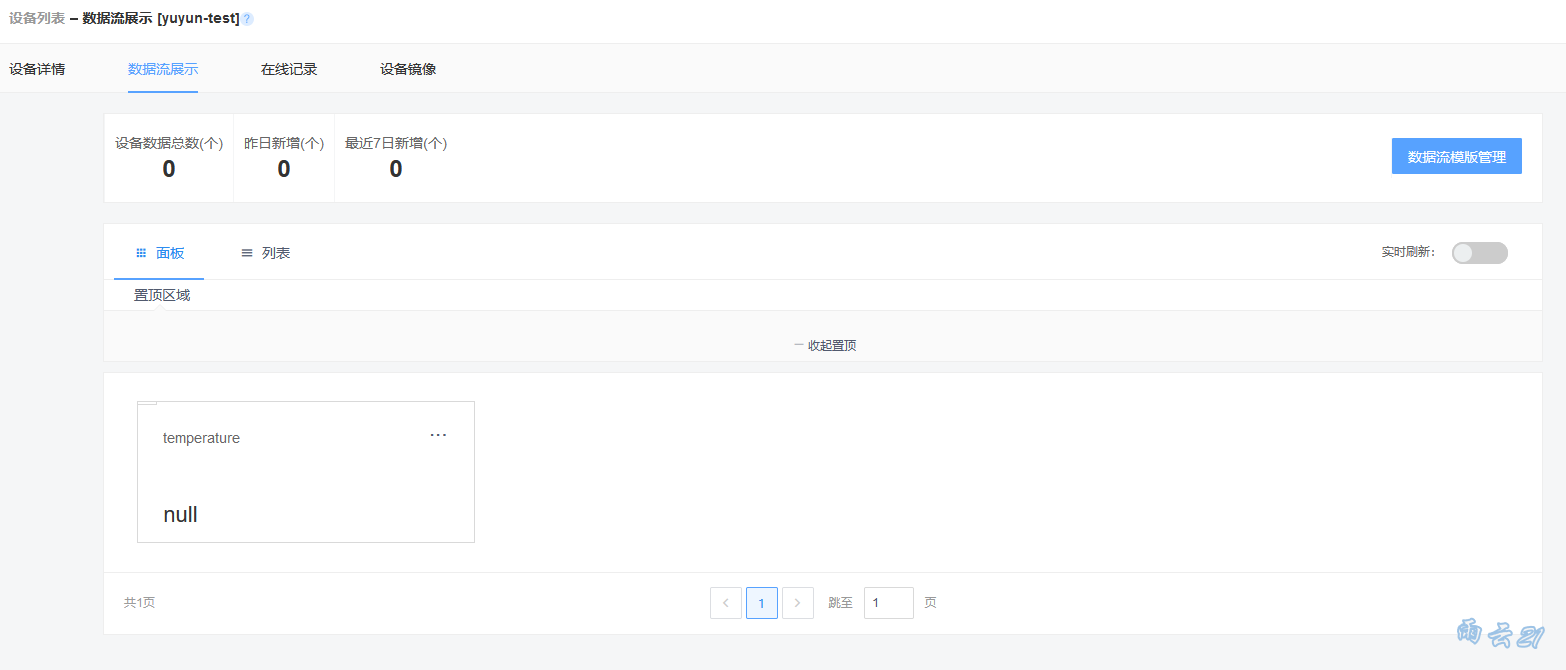 设备列表 – 数据流展示 [yuyun-test] ?
设备详情 数据流展示 在线记录 设备镜像
设备数据总数(个) 昨日新增(个) 最近7日新增(个)
0 0 0
数据流模版管理
面板 列表 实时刷新:
置顶区域
一 收起置顶
temperature ...
null
共1页 < 1 > 跳至 1 页
雨云21